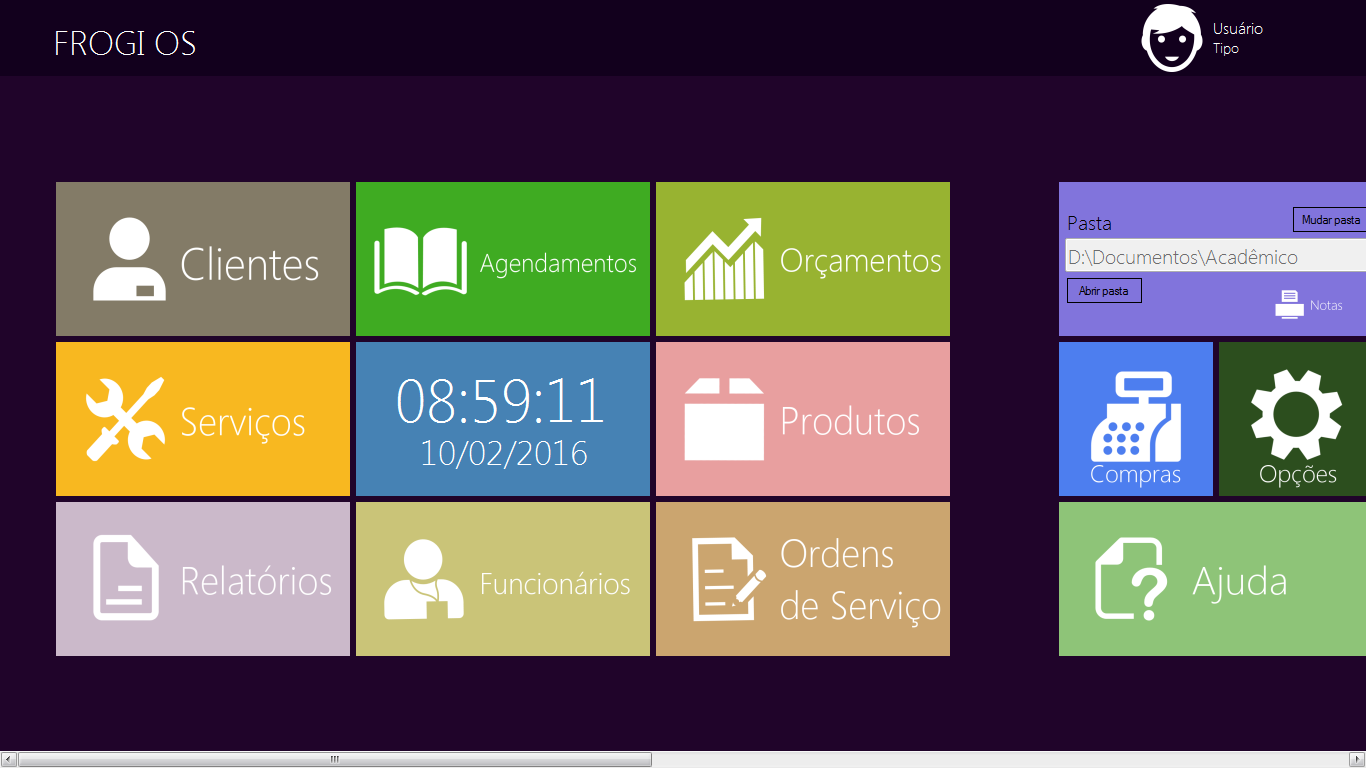 FROGI OS
Usuário
Tipo
Clientes
Agendamentos
Orçamentos
Serviços
08:59:11
10/02/2016
Produtos
Relatórios
Funcionários
Ordens
de Serviço
Pasta
Mudar pasta
D:\Documentos\Acadêmico
Abrir pasta
Notas
Compras
Opções
Ajuda